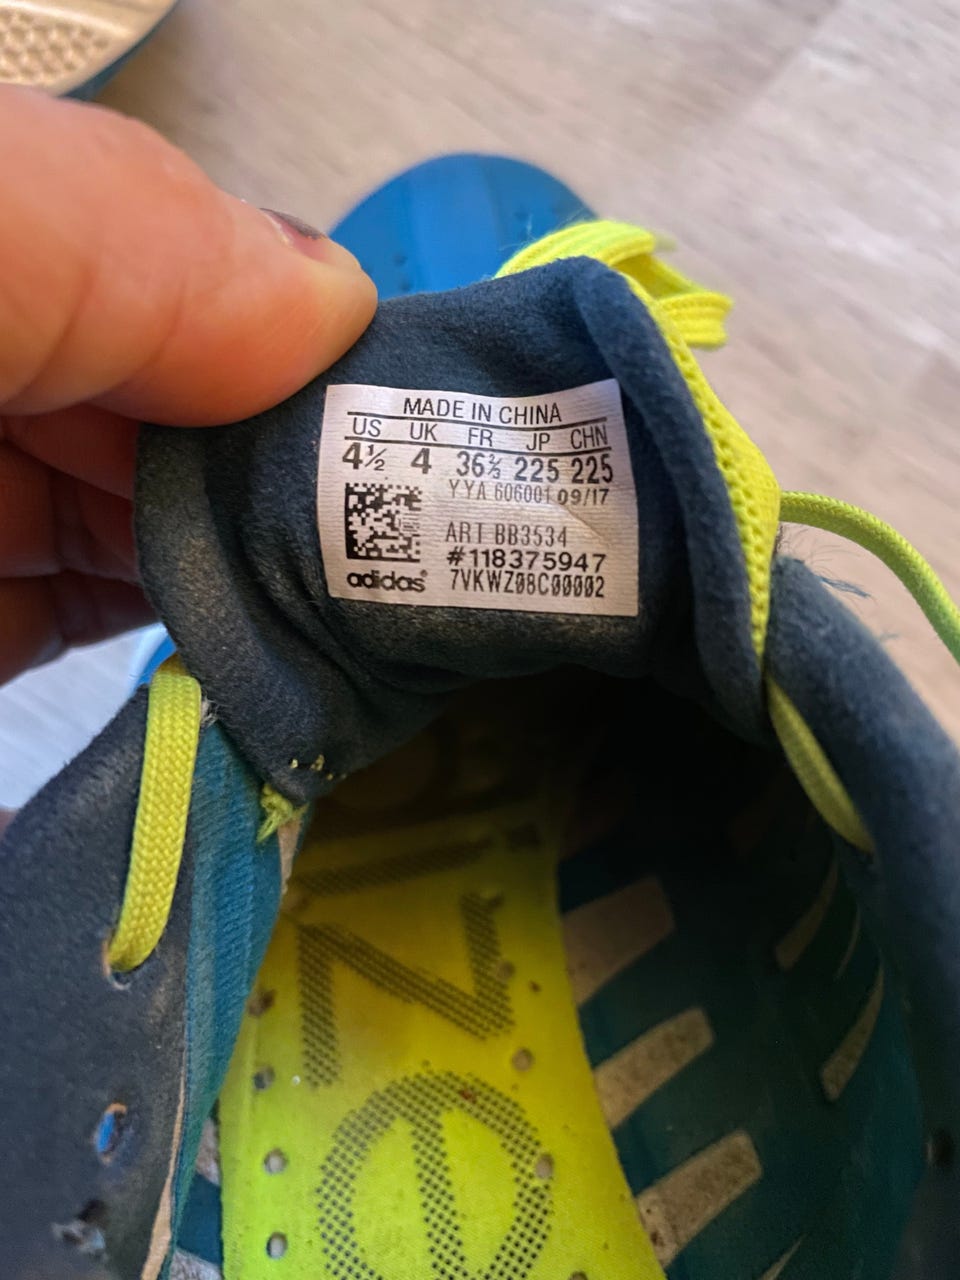 MADE IN CHINA
US UK FR JP CHN
4½ 4 36⅔ 225 225
YYA 606001 09/17
ART BB3534
#118375947
adidas® 7VKWZ08C00002